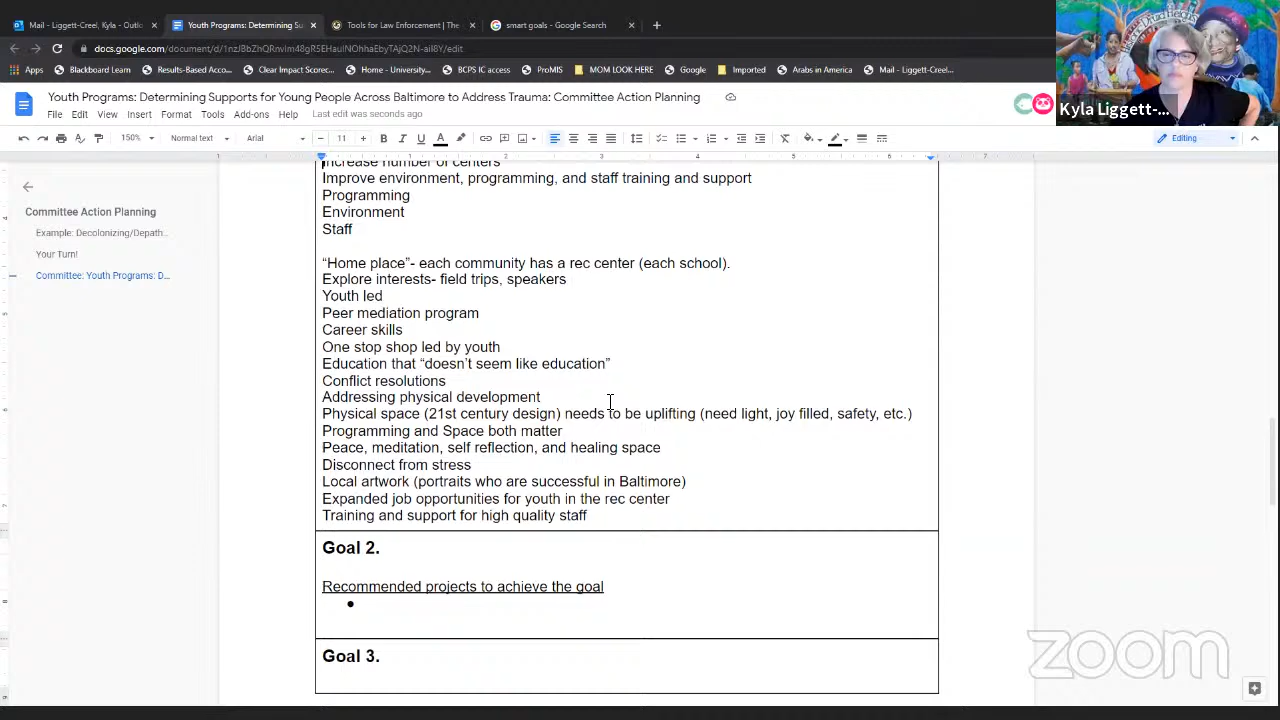 Mail – Liggett-Creel, Kyla – Outlo
Youth Programs: Determining Su
Tools for Law Enforcement | The
smart goals - Google Search
docs.google.com/document/d/1nzJBbZhQRnvIm48gR5EHauINOhhaEbyTAjQ2N-ail8Y/edit
Apps
Blackboard Learn
Results-Based Acco...
Clear Impact Scorec...
Home - University...
BCPS IC access
ProMIS
MOM LOOK HERE
Google
Imported
Arabs in America
Mail - Liggett-Creel...
Kyla Liggett-...
Youth Programs: Determining Supports for Young People Across Baltimore to Address Trauma: Committee Action Planning
File Edit View Insert Format Tools Add-ons Help Last edit was seconds ago
150% Normal text Arial 11 B I U A Editing
Committee Action Planning
Example: Decolonizing/Depath...
Your Turn!
Committee: Youth Programs: D...
Increase number of centers
Improve environment, programming, and staff training and support
Programming
Environment
Staff
“Home place”- each community has a rec center (each school).
Explore interests- field trips, speakers
Youth led
Peer mediation program
Career skills
One stop shop led by youth
Education that “doesn’t seem like education”
Conflict resolutions
Addressing physical development
Physical space (21st century design) needs to be uplifting (need light, joy filled, safety, etc.)
Programming and Space both matter
Peace, meditation, self reflection, and healing space
Disconnect from stress
Local artwork (portraits who are successful in Baltimore)
Expanded job opportunities for youth in the rec center
Training and support for high quality staff
Goal 2.
Recommended projects to achieve the goal
Goal 3.
zoom